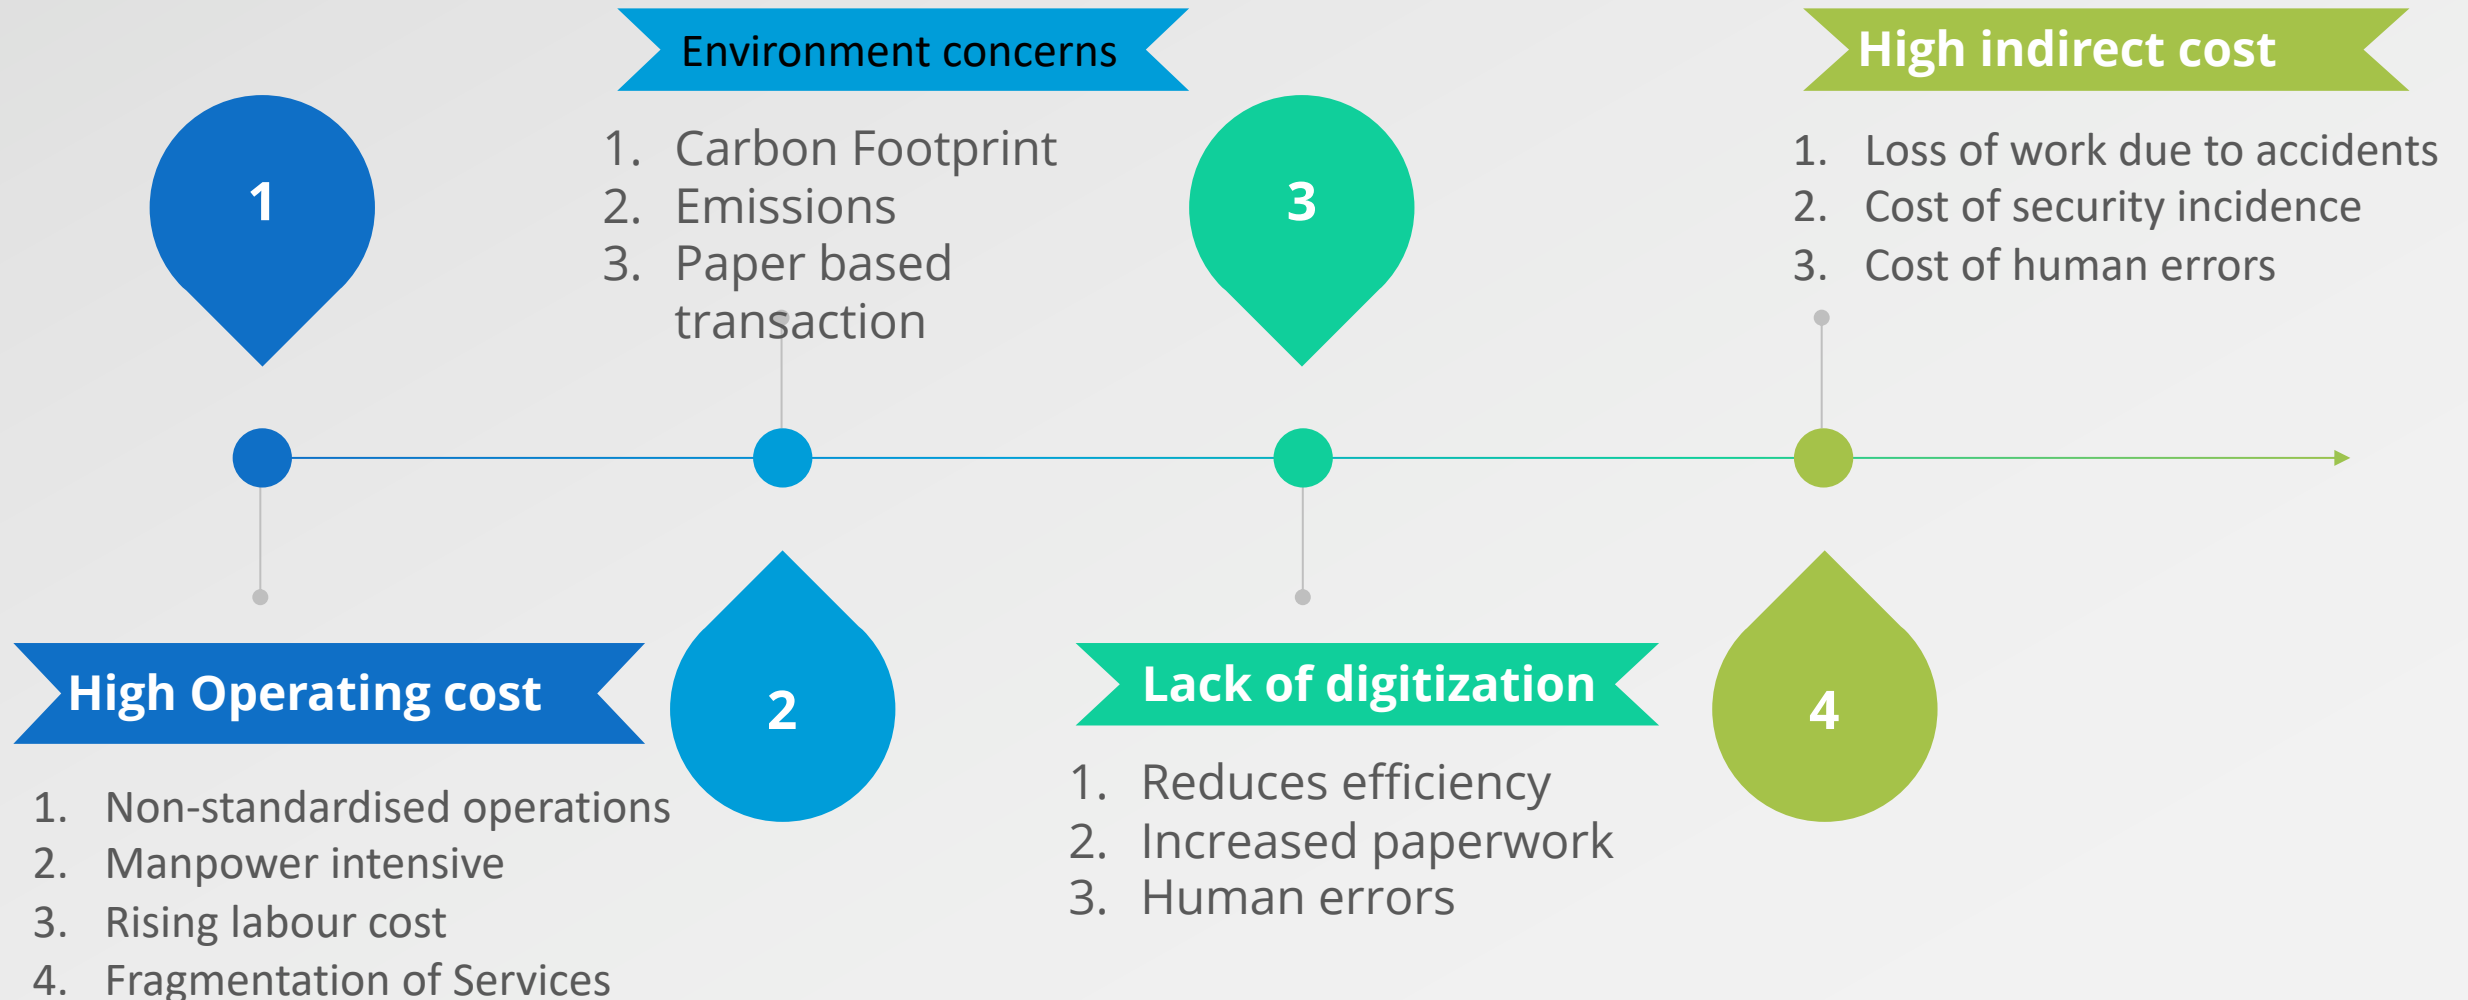 1
High Operating cost
1. Non-standardised operations
2. Manpower intensive
3. Rising labour cost
4. Fragmentation of Services
Environment concerns
1. Carbon Footprint
2. Emissions
3. Paper based
transaction
2
3
Lack of digitization
1. Reduces efficiency
2. Increased paperwork
3. Human errors
High indirect cost
1. Loss of work due to accidents
2. Cost of security incidence
3. Cost of human errors
4